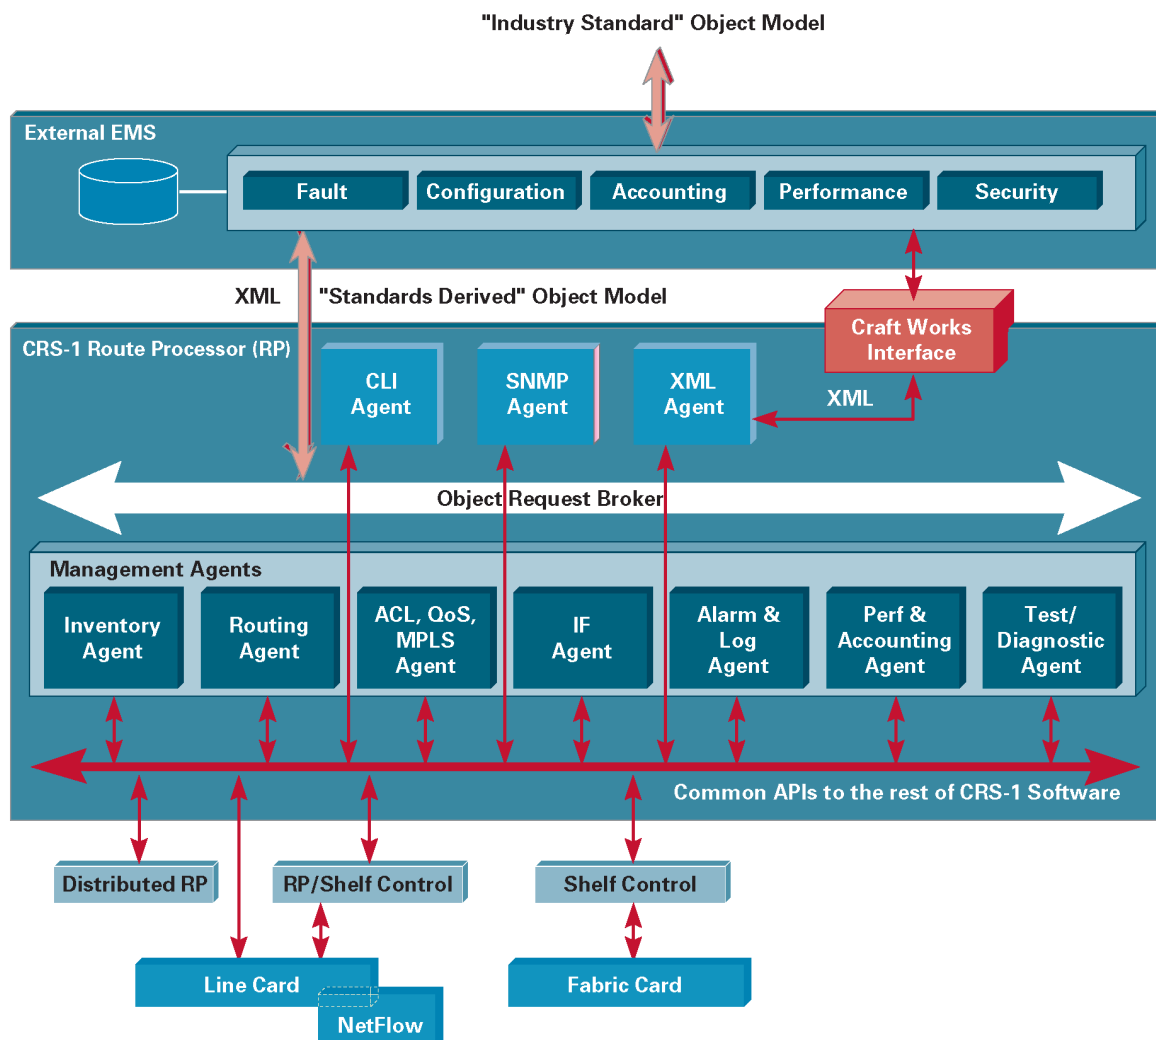 "Industry Standard" Object Model
External EMS
Fault
Configuration
Accounting
Performance
Security
XML
"Standards Derived" Object Model
Craft Works
Interface
CRS-1 Route Processor (RP)
CLI
Agent
SNMP
Agent
XML
Agent
XML
Object Request Broker
Management Agents
Inventory
Agent
Routing
Agent
ACL, QoS,
MPLS
Agent
IF
Agent
Alarm &
Log
Agent
Perf &
Accounting
Agent
Test/
Diagnostic
Agent
Common APIs to the rest of CRS-1 Software
Distributed RP
RP/Shelf Control
Shelf Control
Line Card
Fabric Card
NetFlow